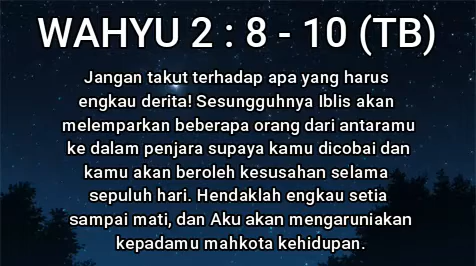 WAHYU 2 : 8 - 10 (TB)
Jangan takut terhadap apa yang harus
engkau derita! Sesungguhnya Iblis akan
melemparkan beberapa orang dari antaramu
ke dalam penjara supaya kamu dicobai dan
kamu akan beroleh kesusahan selama
sepuluh hari. Hendaklah engkau setia
sampai mati, dan Aku akan mengaruniakan
kepadamu mahkota kehidupan.